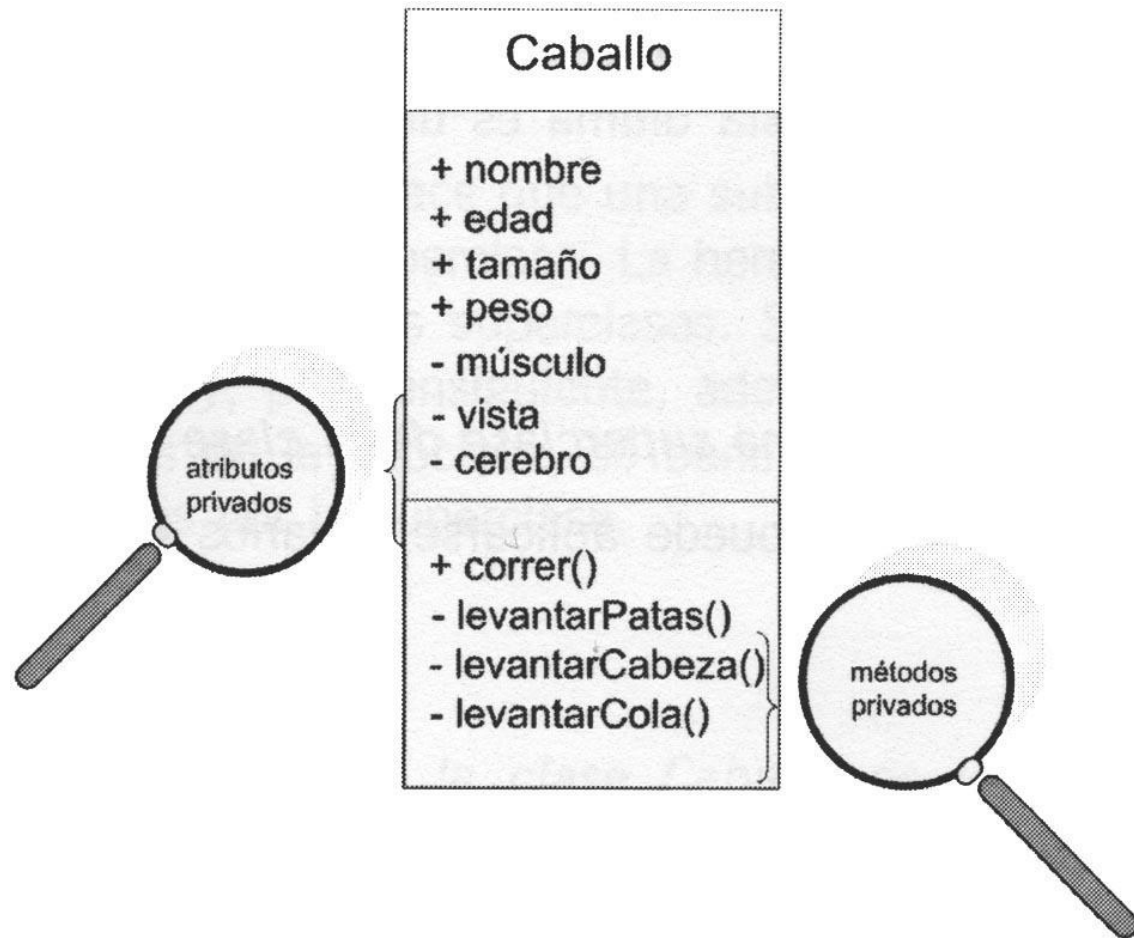 Caballo
+ nombre
+ edad
+ tamaño
+ peso
- músculo
- vista
- cerebro
atributos
privados
+ correr()
- levantarPatas()
- levantarCabeza()
- levantarCola()
métodos
privados